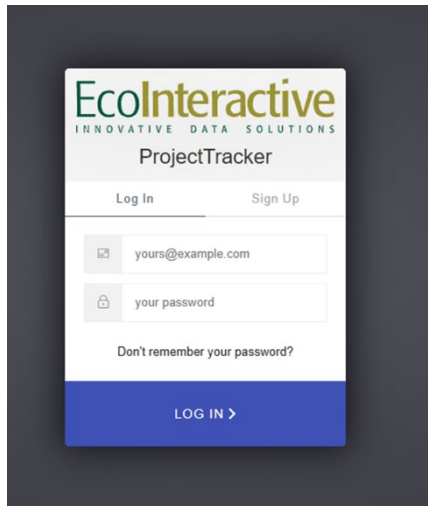 EcoInteractive
INNOVATIVE DATA SOLUTIONS
ProjectTracker
Log In Sign Up
yours@example.com
your password
Don't remember your password?
LOG IN >